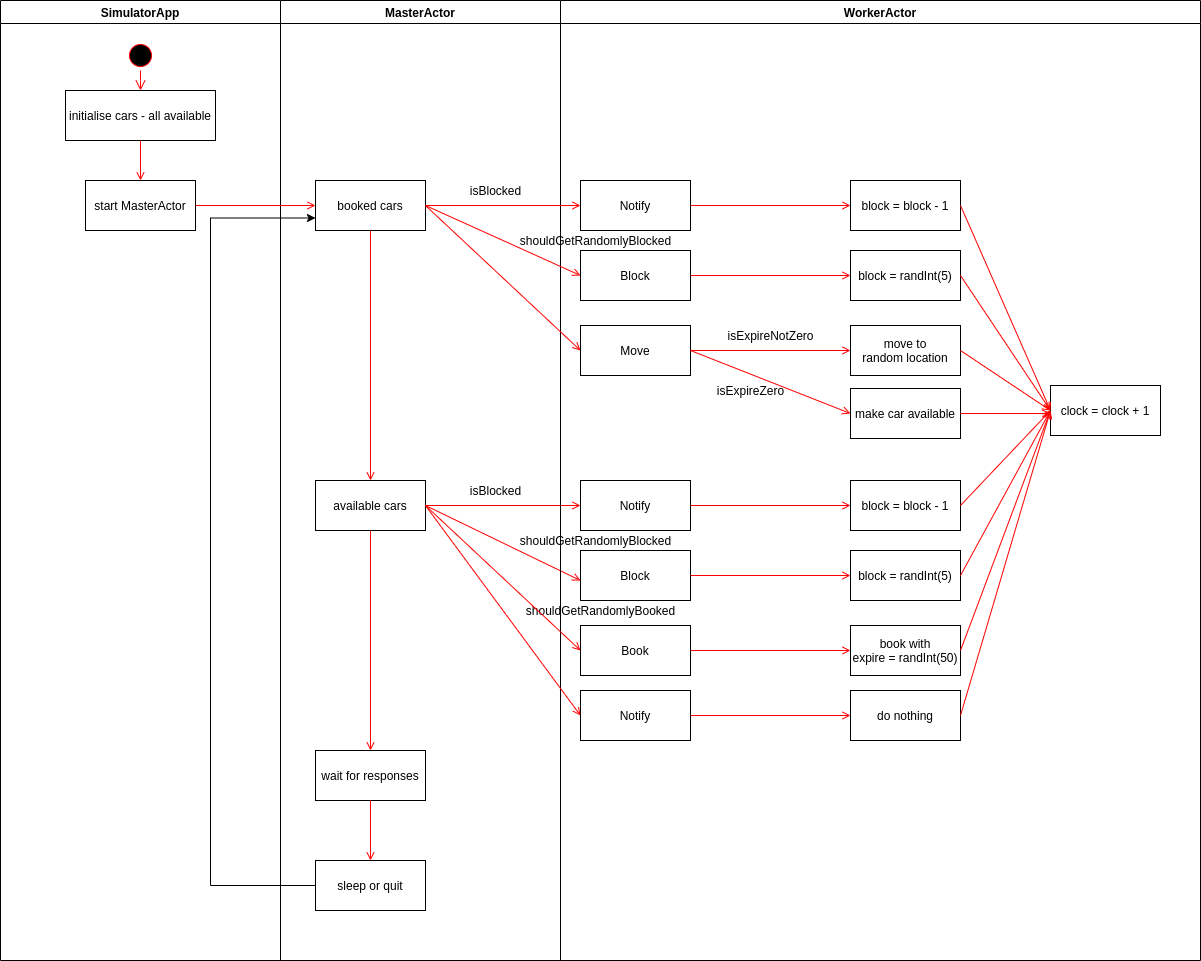 SimulatorApp
MasterActor
WorkerActor
initialise cars - all available
start MasterActor
booked cars
isBlocked
Notify
block = block - 1
shouldGetRandomlyBlocked
Block
block = randInt(5)
Move
isExpireNotZero
move to
random location
isExpireZero
make car available
clock = clock + 1
available cars
isBlocked
Notify
block = block - 1
shouldGetRandomlyBlocked
Block
block = randInt(5)
shouldGetRandomlyBooked
Book
book with
expire = randInt(50)
Notify
do nothing
wait for responses
sleep or quit